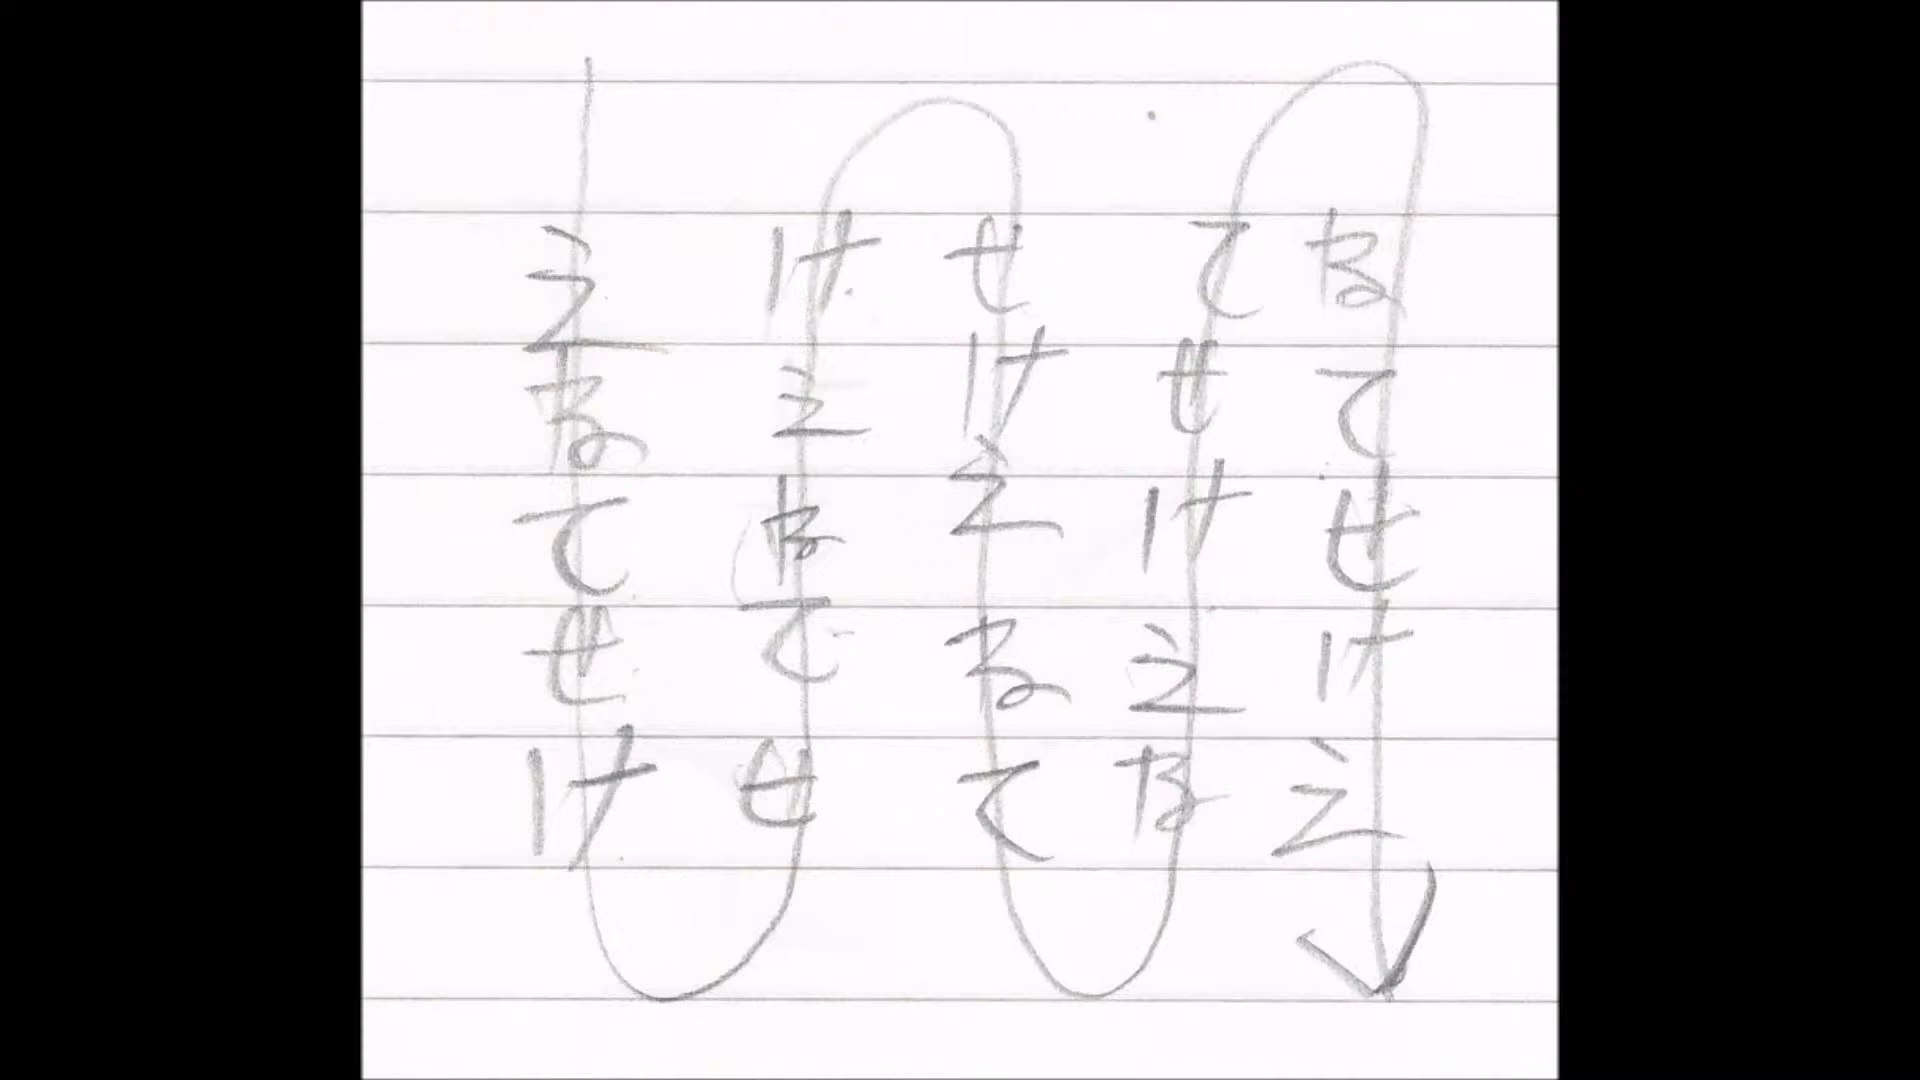 え け せ て ね
ね え け せ て
て ね え け せ
せ て ね え け
け せ て ね え